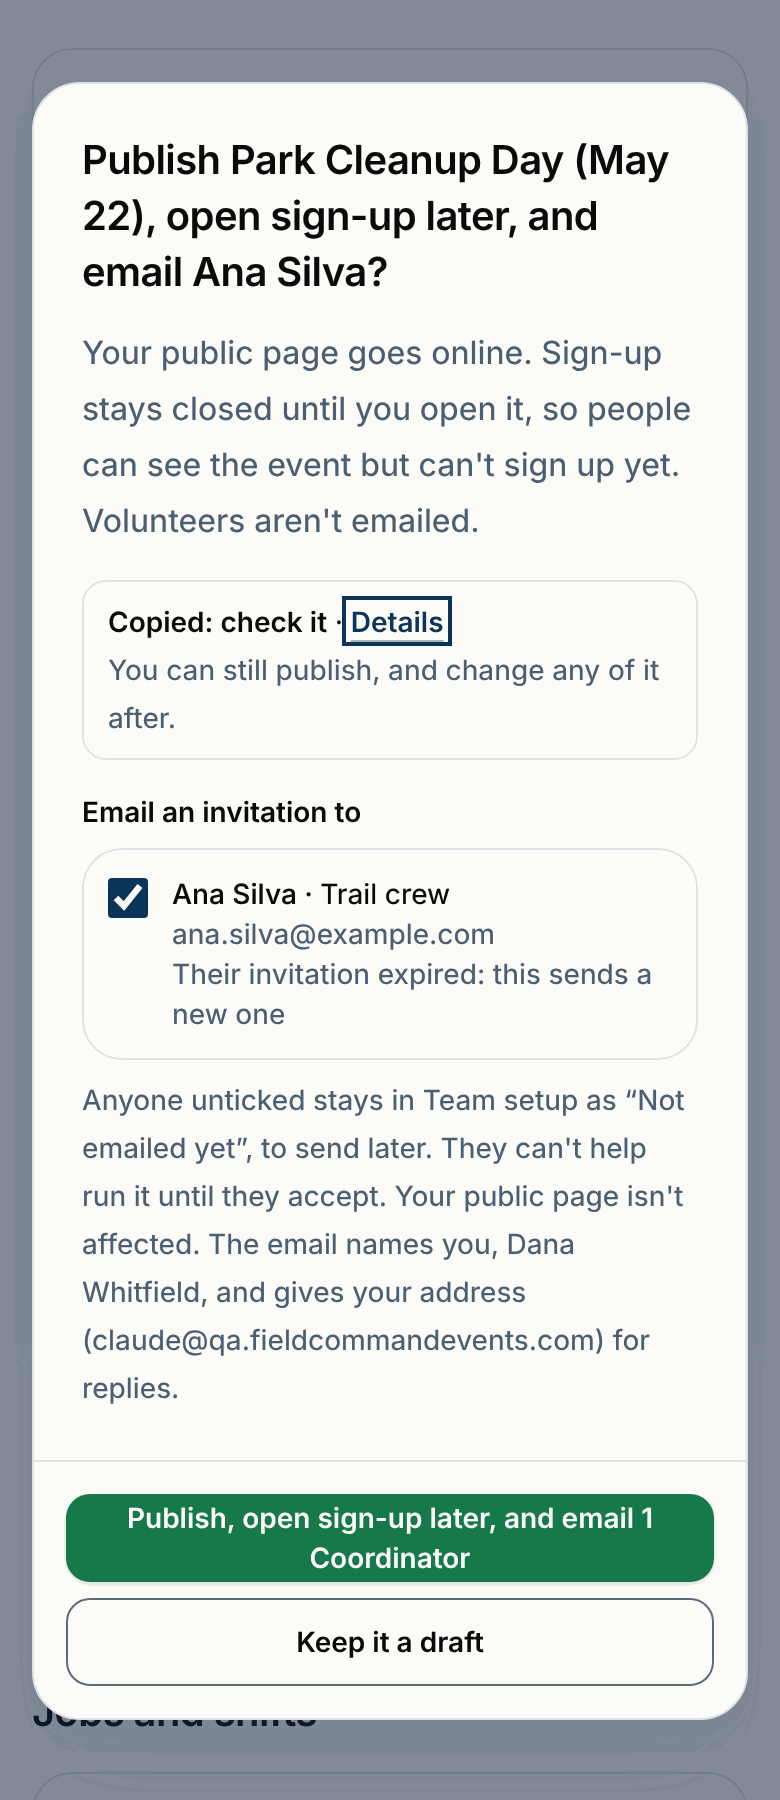 Publish Park Cleanup Day (May
22), open sign-up later, and
email Ana Silva?
Your public page goes online. Sign-up
stays closed until you open it, so people
can see the event but can't sign up yet.
Volunteers aren't emailed.
Copied: check it · Details
You can still publish, and change any of it
after.
Email an invitation to
Ana Silva · Trail crew
ana.silva@example.com
Their invitation expired: this sends a
new one
Anyone unticked stays in Team setup as “Not
emailed yet”, to send later. They can't help
run it until they accept. Your public page isn't
affected. The email names you, Dana
Whitfield, and gives your address
(claude@qa.fieldcommandevents.com) for
replies.
Publish, open sign-up later, and email 1
Coordinator
Keep it a draft
Jobs and shifts